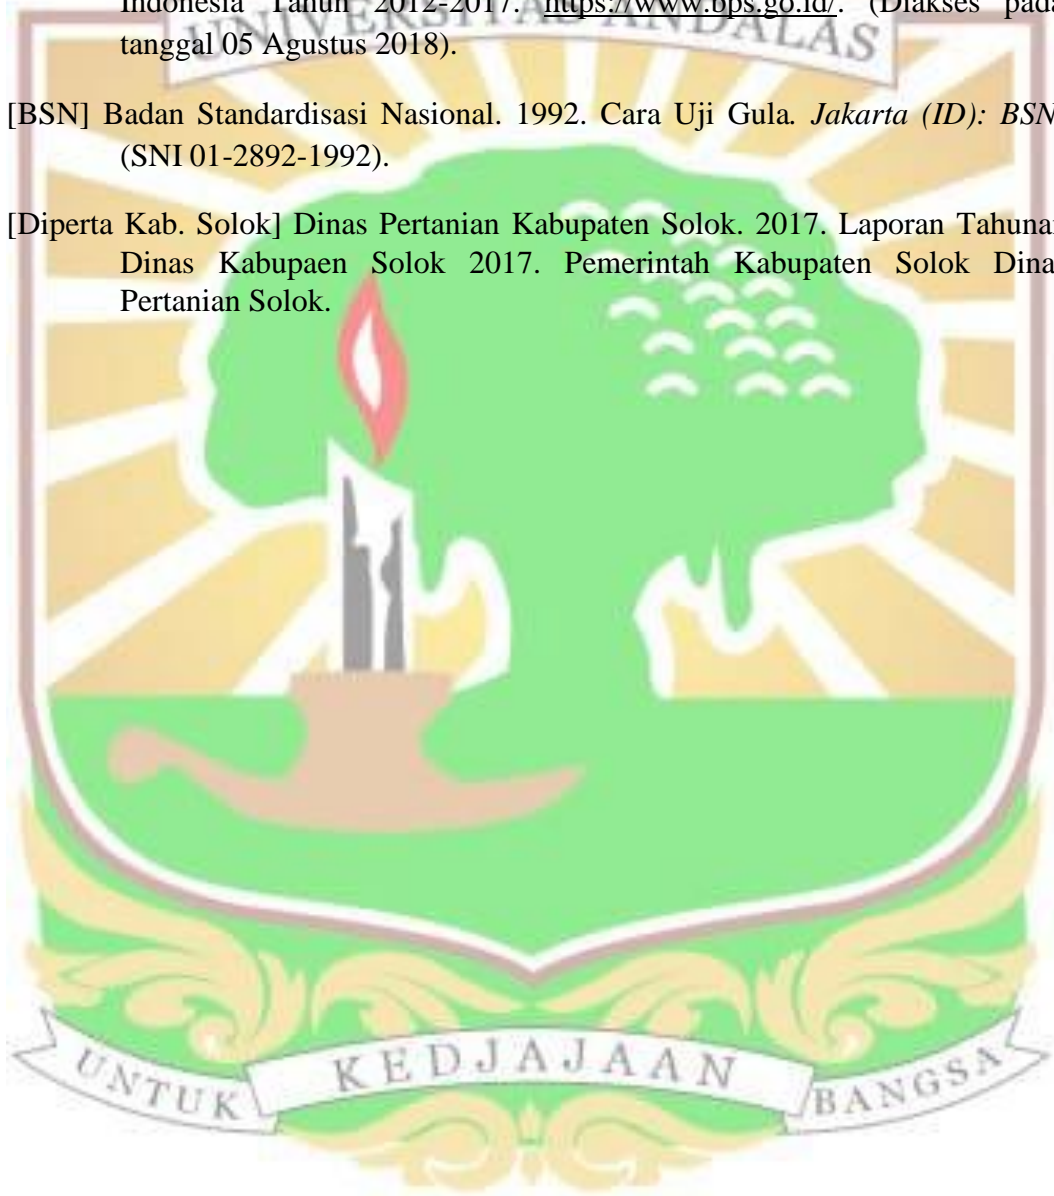 Indonesia Tahun 2012-2017. https://www.bps.go.id/. (Diakses pada
UNIVERSITAS ANDALAS
tanggal 05 Agustus 2018).
[BSN] Badan Standardisasi Nasional. 1992. Cara Uji Gula. Jakarta (ID): BSN
(SNI 01-2892-1992).
[Diperta Kab. Solok] Dinas Pertanian Kabupaten Solok. 2017. Laporan Tahunan
Dinas Kabupaen Solok 2017. Pemerintah Kabupaten Solok Dinas
Pertanian Solok.
UNTUK KEDJAJAAN BANGSA